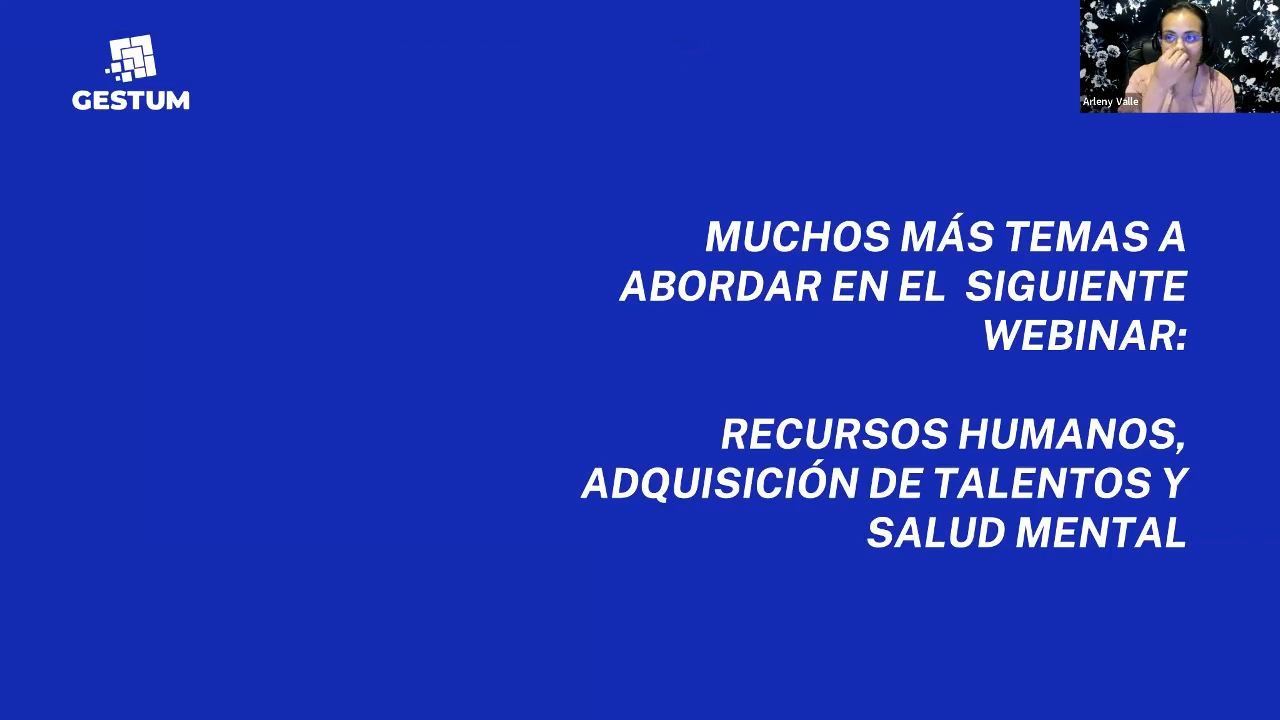 GESTUM
Arleny Valle
MUCHOS MÁS TEMAS A
ABORDAR EN EL  SIGUIENTE
WEBINAR:
RECURSOS HUMANOS,
ADQUISICIÓN DE TALENTOS Y
SALUD MENTAL